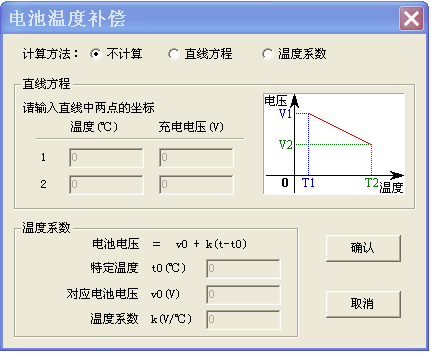 电池温度补偿
计算方法： 不计算 直线方程 温度系数
直线方程
请输入直线中两点的坐标
温度(℃) 充电电压(V)
1 0 0
2 0 0
电压
V1
V2
0 T1 T2 温度
温度系数
电池电压 = v0 + k(t-t0)
特定温度 t0(℃) 0
对应电池电压 v0(V) 0
温度系数 k(V/℃) 0
确认
取消